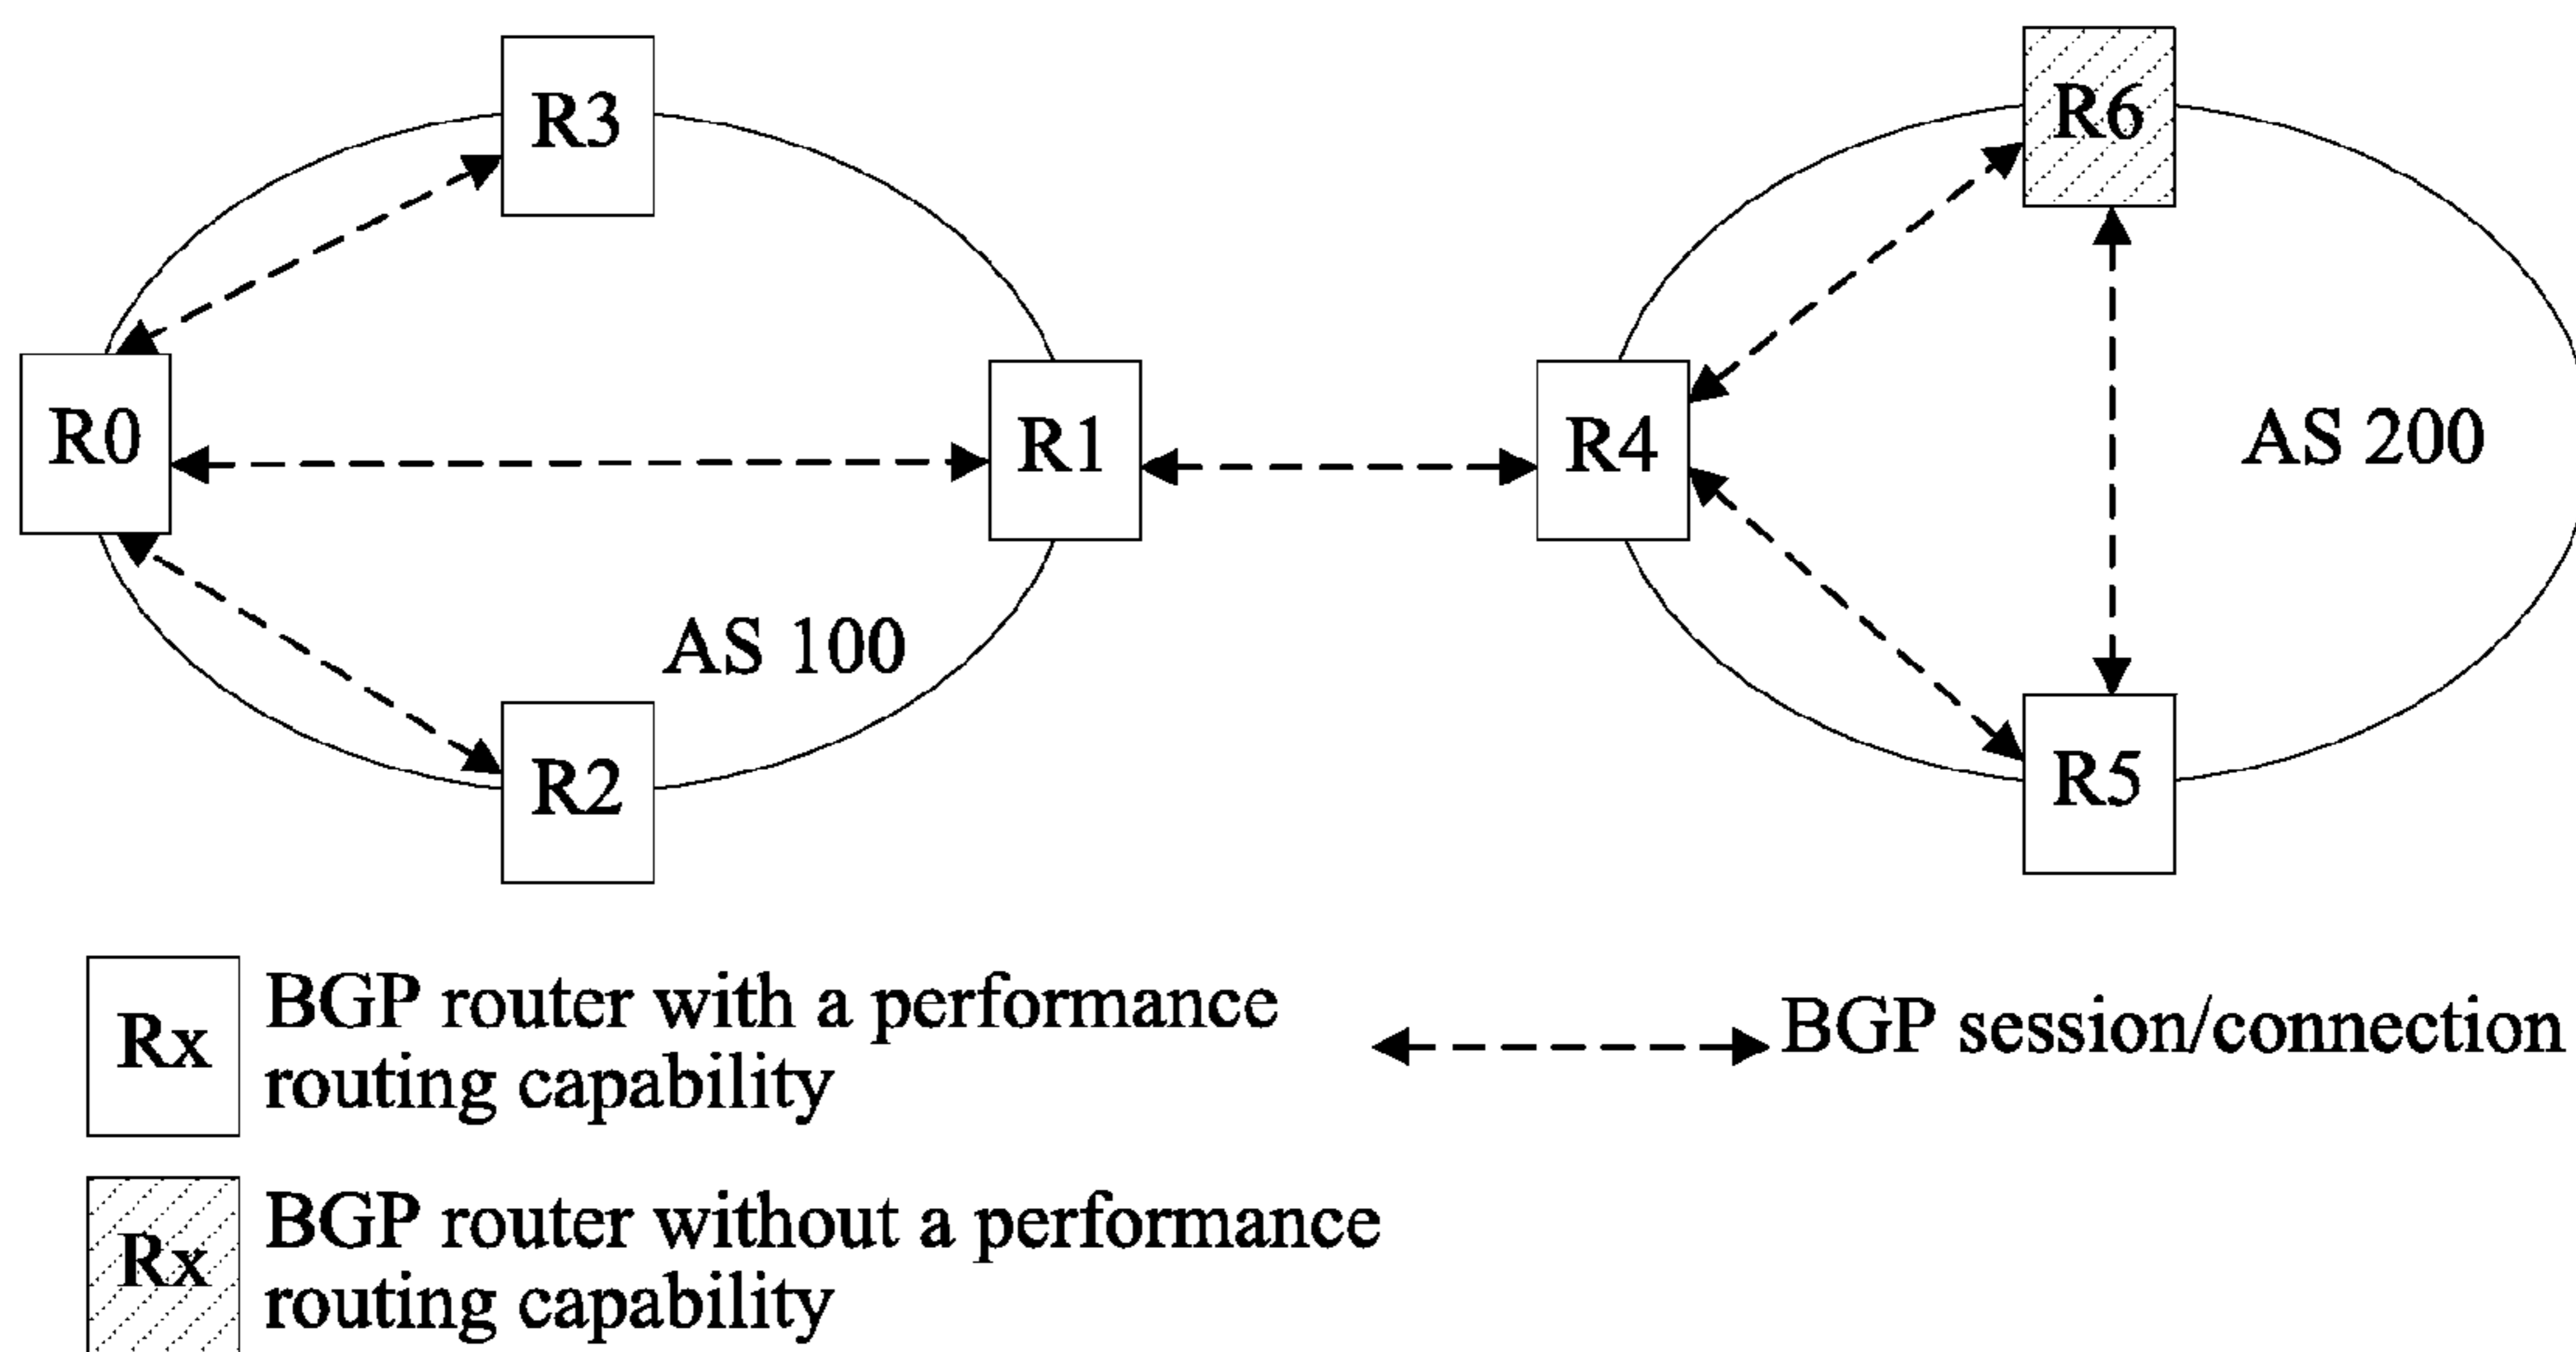 R3
R6
R0
R1
R4
AS 200
AS 100
R2
R5
Rx
BGP router with a performance
routing capability
BGP session/connection
Rx
BGP router without a performance
routing capability